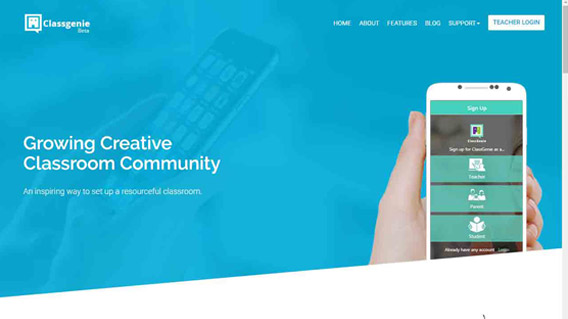 Classgenie
Beta
HOME
ABOUT
FEATURES
BLOG
SUPPORT
TEACHER LOGIN
Growing Creative
Classroom Community
An inspiring way to set up a resourceful classroom.
Sign Up
Sign up for ClassGenie as a...
Teacher
Parent
Student
Already have any account
Login